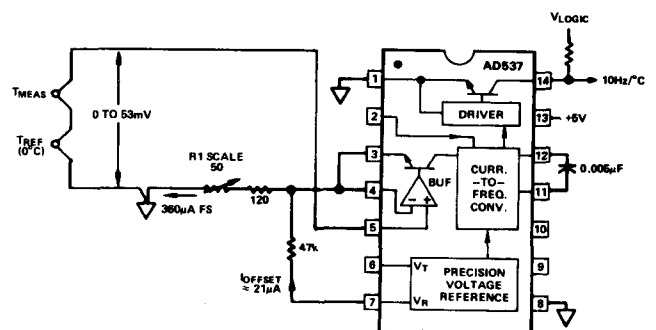 VLOGIC
AD537
1
14
10Hz/°C
TMEAS
0 TO 53mV
2
DRIVER
13
+5V
TREF
(0°C)
R1 SCALE
50
3
12
0.005µF
BUF
CURR.
-TO-
FREQ.
CONV.
120
4
11
360µA FS
5
10
47k
6
VT
PRECISION
VOLTAGE
REFERENCE
9
IOFFSET
≈ 21µA
7
VR
8